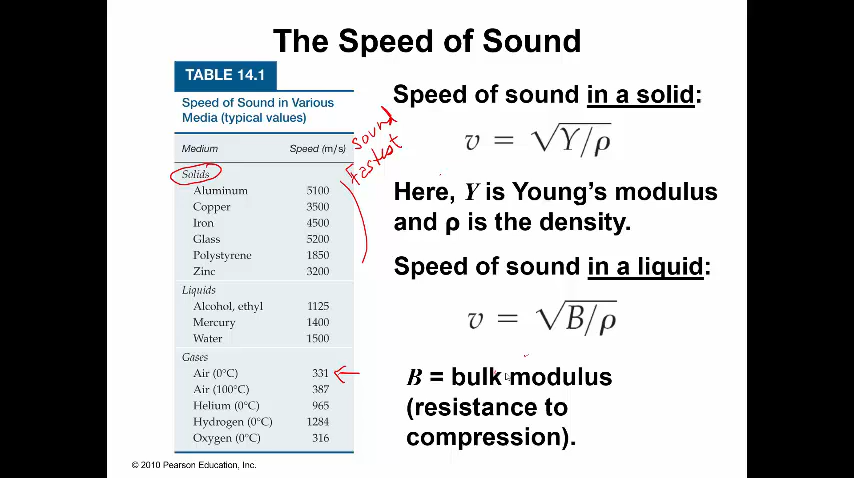 The Speed of Sound
TABLE 14.1
Speed of Sound in Various
Media (typical values)
Medium Speed (m/s)
Solids
Aluminum 5100
Copper 3500
Iron 4500
Glass 5200
Polystyrene 1850
Zinc 3200
Liquids
Alcohol, ethyl 1125
Mercury 1400
Water 1500
Gases
Air (0°C) 331
Air (100°C) 387
Helium (0°C) 965
Hydrogen (0°C) 1284
Oxygen (0°C) 316
© 2010 Pearson Education, Inc.
sound
Fastest
Speed of sound in a solid:
v = √Y/ρ
Here, Y is Young’s modulus
and ρ is the density.
Speed of sound in a liquid:
v = √B/ρ
B = bulk modulus
(resistance to
compression).